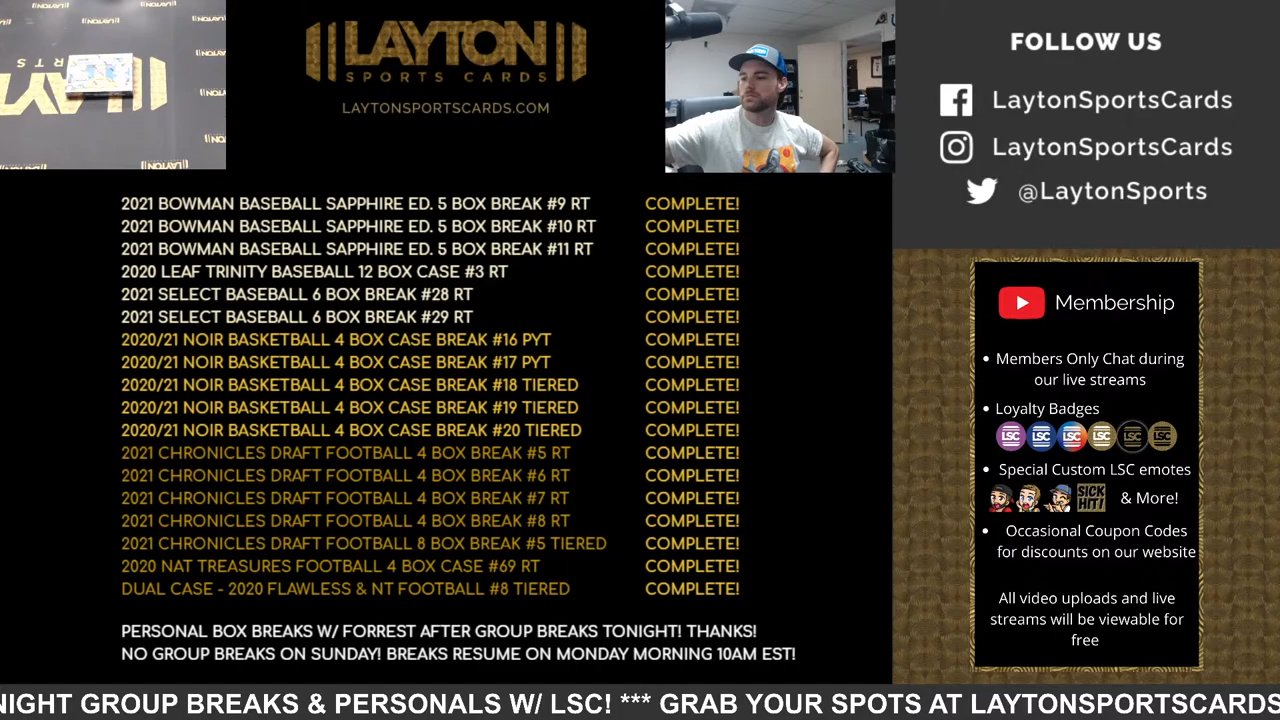 LAYTON
SPORTS CARDS
LAYTONSPORTSCARDS.COM
FOLLOW US
LaytonSportsCards
LaytonSportsCards
@LaytonSports
2021 BOWMAN BASEBALL SAPPHIRE ED. 5 BOX BREAK #9 RT COMPLETE!
2021 BOWMAN BASEBALL SAPPHIRE ED. 5 BOX BREAK #10 RT COMPLETE!
2021 BOWMAN BASEBALL SAPPHIRE ED. 5 BOX BREAK #11 RT COMPLETE!
2020 LEAF TRINITY BASEBALL 12 BOX CASE #3 RT COMPLETE!
2021 SELECT BASEBALL 6 BOX BREAK #28 RT COMPLETE!
2021 SELECT BASEBALL 6 BOX BREAK #29 RT COMPLETE!
2020/21 NOIR BASKETBALL 4 BOX CASE BREAK #16 PYT COMPLETE!
2020/21 NOIR BASKETBALL 4 BOX CASE BREAK #17 PYT COMPLETE!
2020/21 NOIR BASKETBALL 4 BOX CASE BREAK #18 TIERED COMPLETE!
2020/21 NOIR BASKETBALL 4 BOX CASE BREAK #19 TIERED COMPLETE!
2020/21 NOIR BASKETBALL 4 BOX CASE BREAK #20 TIERED COMPLETE!
2021 CHRONICLES DRAFT FOOTBALL 4 BOX BREAK #5 RT COMPLETE!
2021 CHRONICLES DRAFT FOOTBALL 4 BOX BREAK #6 RT COMPLETE!
2021 CHRONICLES DRAFT FOOTBALL 4 BOX BREAK #7 RT COMPLETE!
2021 CHRONICLES DRAFT FOOTBALL 4 BOX BREAK #8 RT COMPLETE!
2021 CHRONICLES DRAFT FOOTBALL 8 BOX BREAK #5 TIERED COMPLETE!
2020 NAT TREASURES FOOTBALL 4 BOX CASE #69 RT COMPLETE!
DUAL CASE - 2020 FLAWLESS & NT FOOTBALL #8 TIERED COMPLETE!
PERSONAL BOX BREAKS W/ FORREST AFTER GROUP BREAKS TONIGHT! THANKS!
NO GROUP BREAKS ON SUNDAY! BREAKS RESUME ON MONDAY MORNING 10AM EST!
Membership
• Members Only Chat during
our live streams
• Loyalty Badges
LSC LSC LSC LSC LSC LSC
• Special Custom LSC emotes
SICK HIT! & More!
• Occasional Coupon Codes
for discounts on our website
All video uploads and live
streams will be viewable for
free
NIGHT GROUP BREAKS & PERSONALS W/ LSC! *** GRAB YOUR SPOTS AT LAYTONSPORTSCARDS